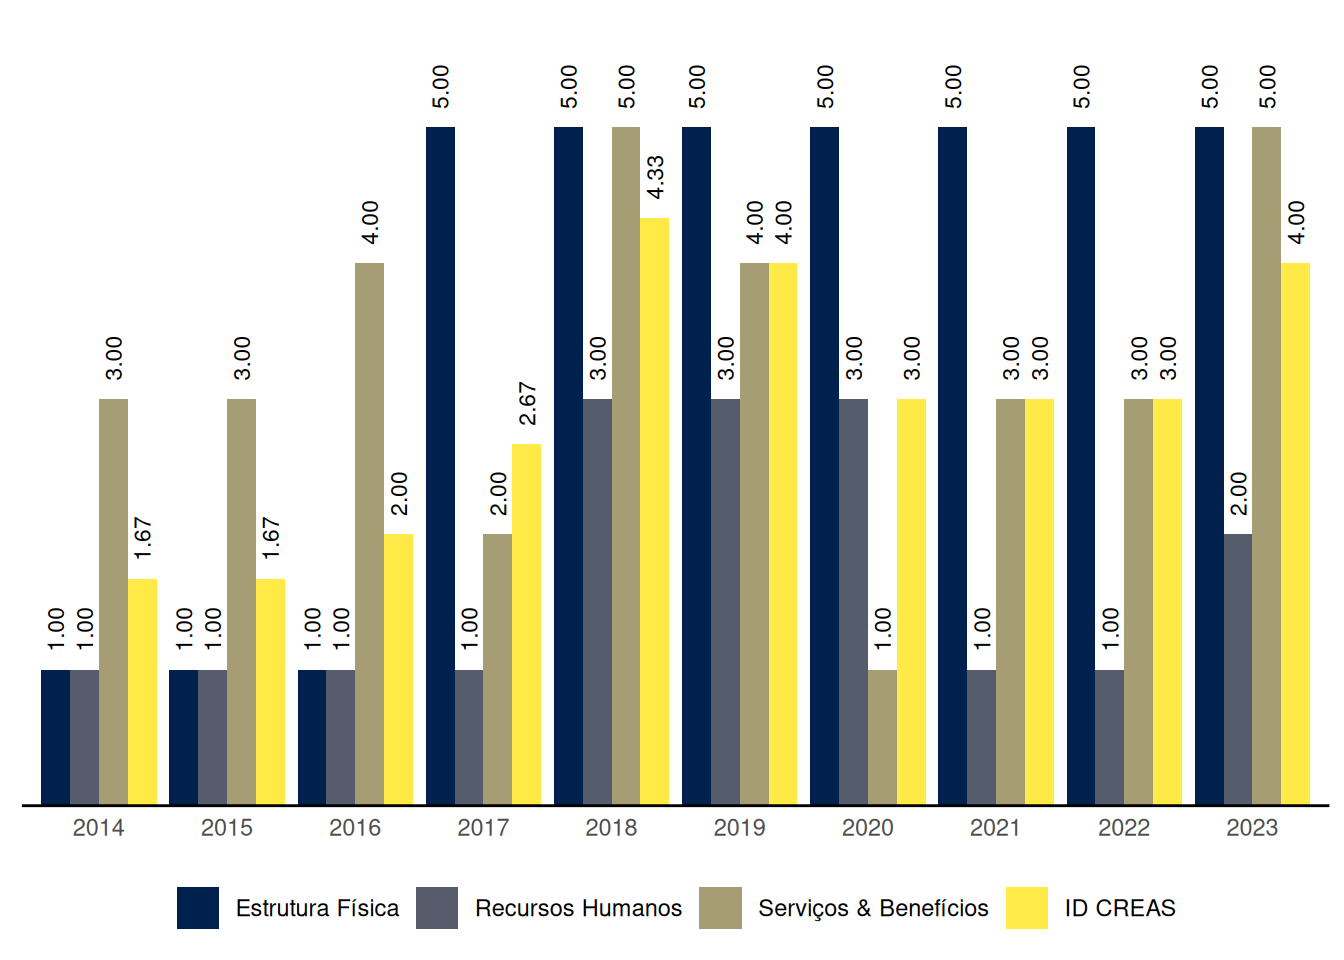 5.00 5.00 5.00 5.00 5.00 5.00 5.00 5.00 5.00
4.33
4.00 4.00 4.00 4.00
3.00 3.00 3.00 3.00 3.00 3.00 3.00 3.00 3.00 3.00
2.67
2.00 2.00 2.00
1.67 1.67
1.00 1.00 1.00 1.00 1.00 1.00 1.00 1.00 1.00 1.00
2014 2015 2016 2017 2018 2019 2020 2021 2022 2023
Estrutura Física Recursos Humanos Serviços & Benefícios ID CREAS